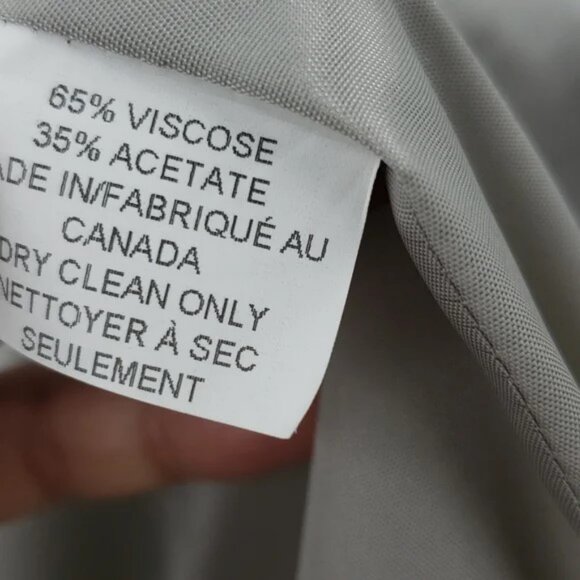 65% VISCOSE
35% ACETATE
ADE IN/FABRIQUÉ AU
CANADA
DRY CLEAN ONLY
NETTOYER À SEC
SEULEMENT